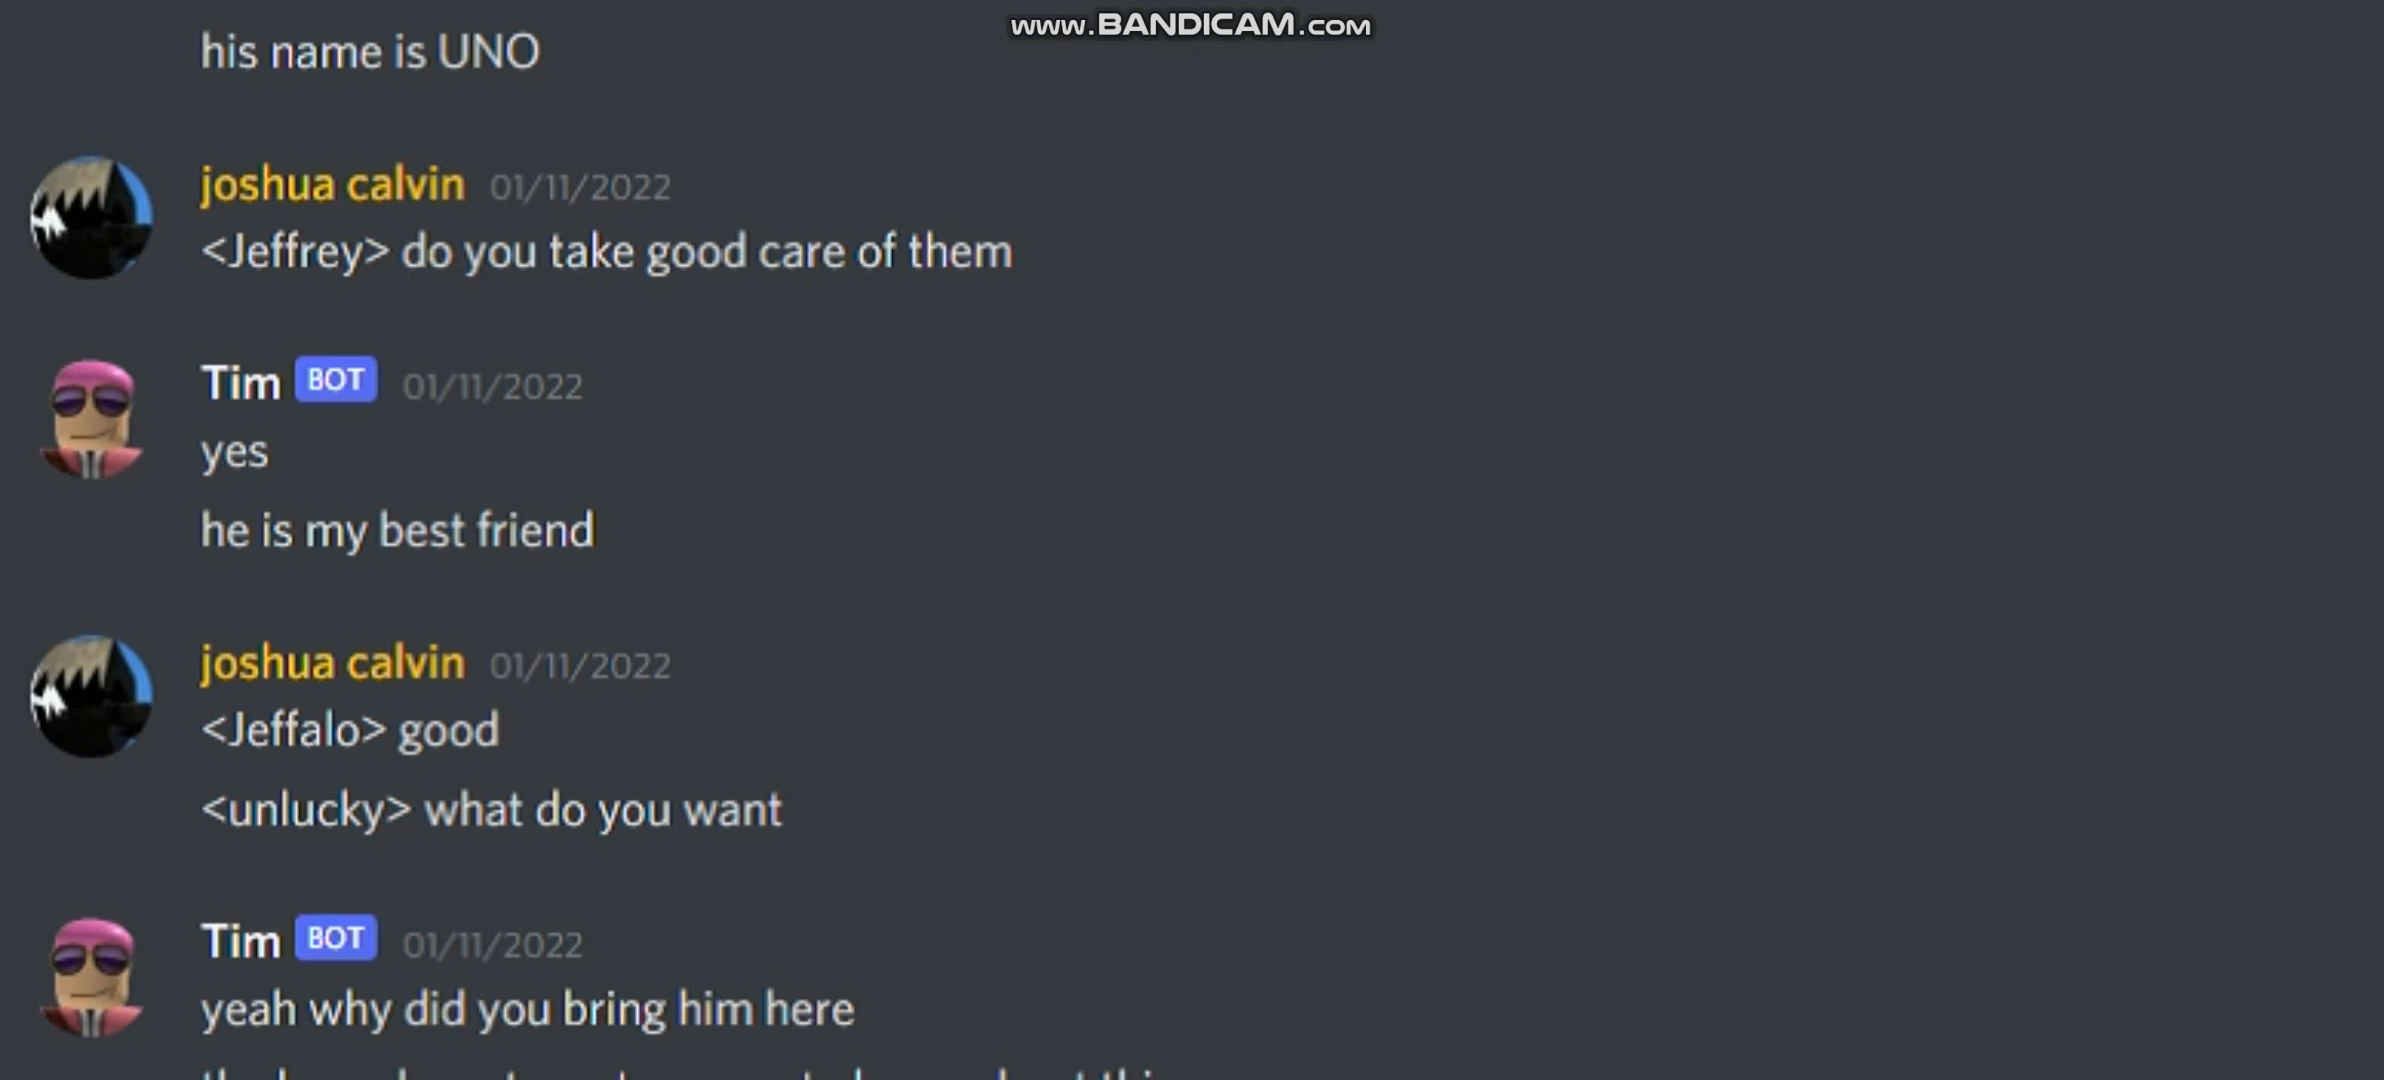 www.BANDICAM.com
his name is UNO
joshua calvin 01/11/2022
<Jeffrey> do you take good care of them
Tim BOT 01/11/2022
yes
he is my best friend
joshua calvin 01/11/2022
<Jeffalo> good
<unlucky> what do you want
Tim BOT 01/11/2022
yeah why did you bring him here